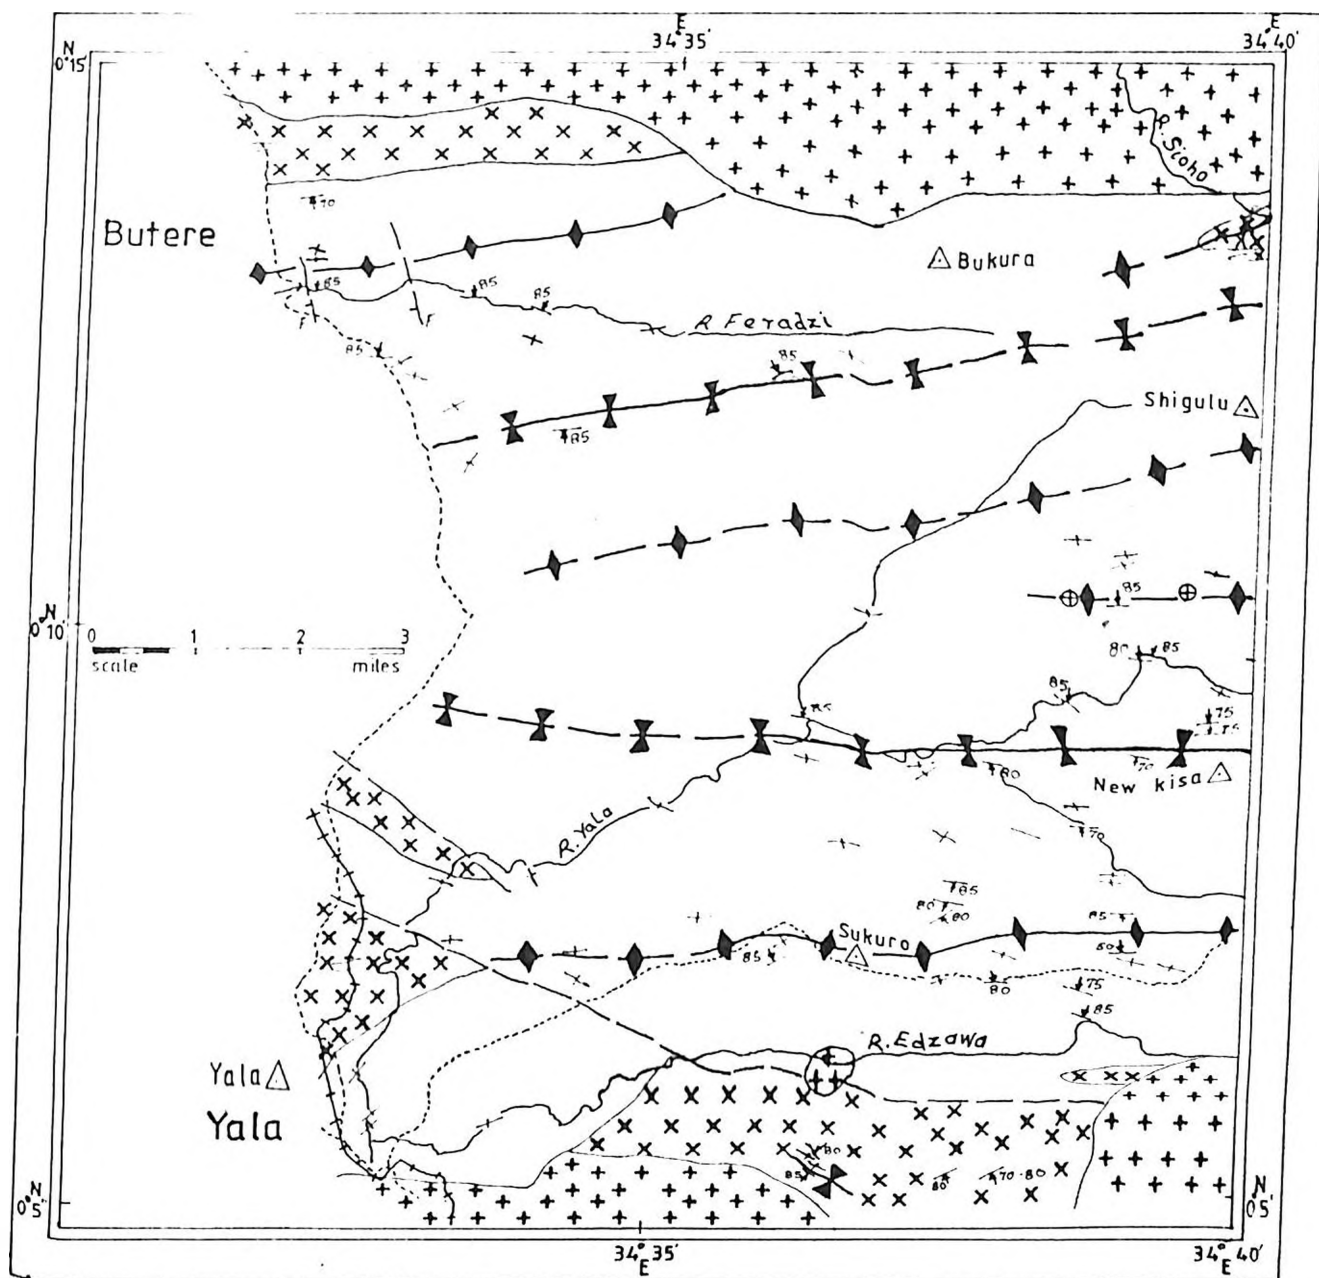 E E
N 34°35' 34°40'
0°15'
R. Sioho
70
Butere
Bukura
85 85 85
R Feradzi
F F
85
85
Shigulu
85
85
0°N 10'
0 1 2 3
scale miles
80 85
85
85
75
75
80 70
New kisa
R. Yala
70
85
80 80
85
Sukuro
80
85
80
75
85
R. Edzawa
Yala
Yala
80
85
80 70-80
0°N 5' 0°5'
34°35' 34°40'
E E